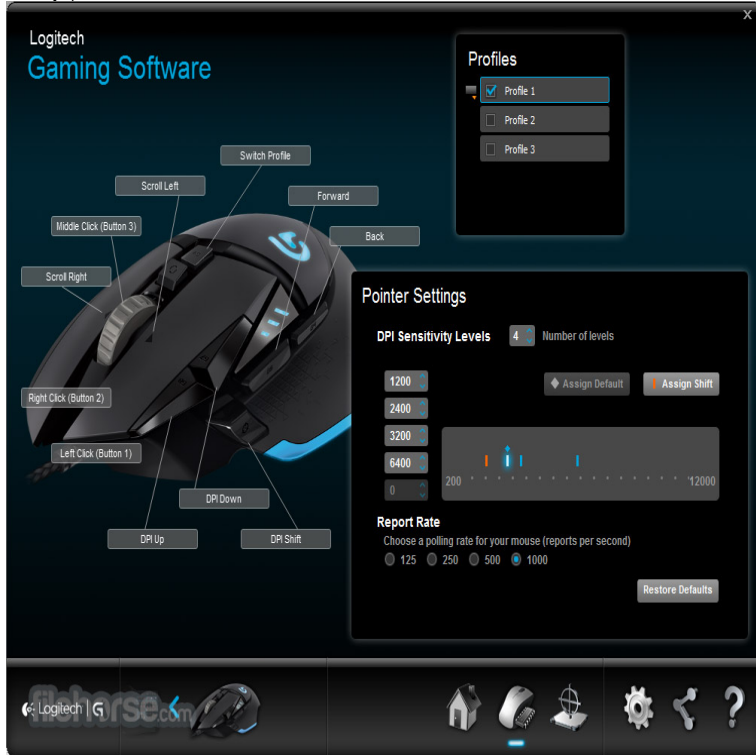 X
Logitech
Gaming Software
Profiles
Profile 1
Profile 2
Profile 3
Switch Profile
Scroll Left
Forward
Middle Click (Button 3)
Back
Scroll Right
Right Click (Button 2)
Left Click (Button 1)
DPI Down
DPI Up
DPI Shift
Pointer Settings
DPI Sensitivity Levels 4 Number of levels
1200 Assign Default Assign Shift
2400
3200
6400
0
200 12000
Report Rate
Choose a polling rate for your mouse (reports per second)
125 250 500 1000
Restore Defaults
Logitech G
filehorse.com
?